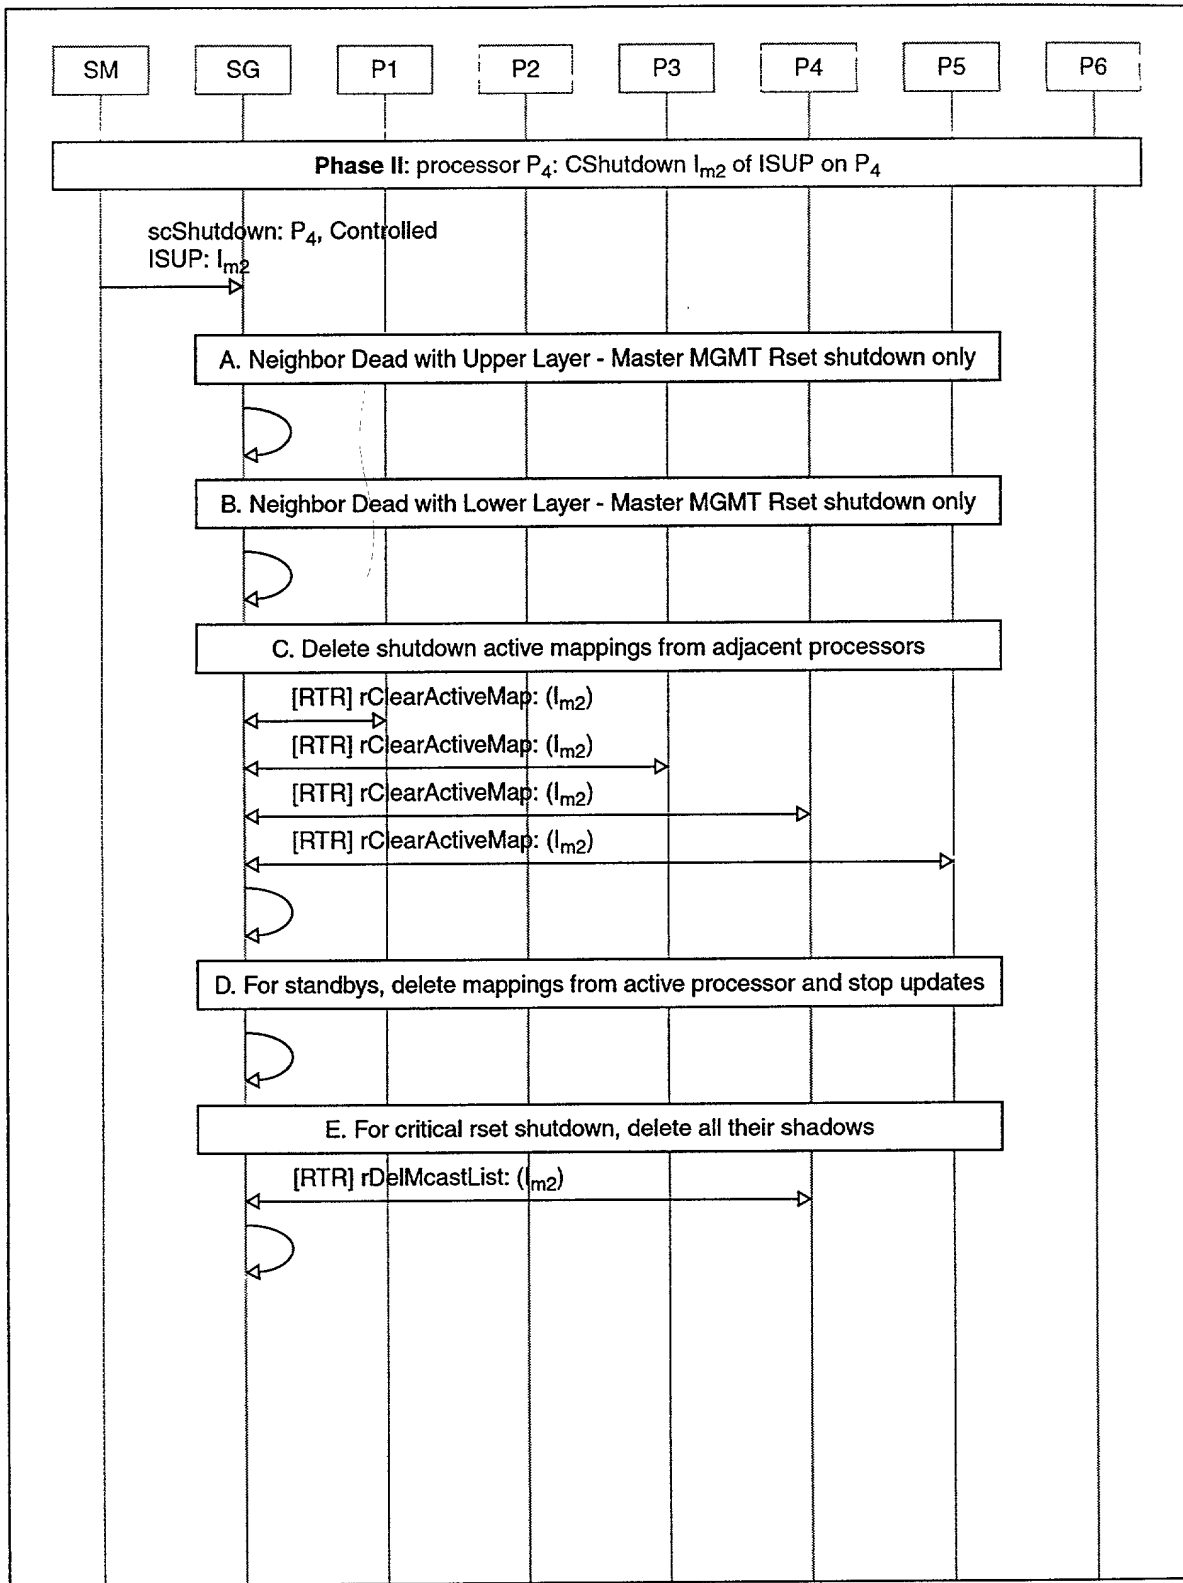 SM SG P1 P2 P3 P4 P5 P6
Phase II: processor P4: CShutdown Im2 of ISUP on P4
scShutdown: P4, Controlled
ISUP: Im2
A. Neighbor Dead with Upper Layer - Master MGMT Rset shutdown only
B. Neighbor Dead with Lower Layer - Master MGMT Rset shutdown only
C. Delete shutdown active mappings from adjacent processors
[RTR] rClearActiveMap: (Im2)
[RTR] rClearActiveMap: (Im2)
[RTR] rClearActiveMap: (Im2)
[RTR] rClearActiveMap: (Im2)
D. For standbys, delete mappings from active processor and stop updates
E. For critical rset shutdown, delete all their shadows
[RTR] rDelMcastList: (Im2)